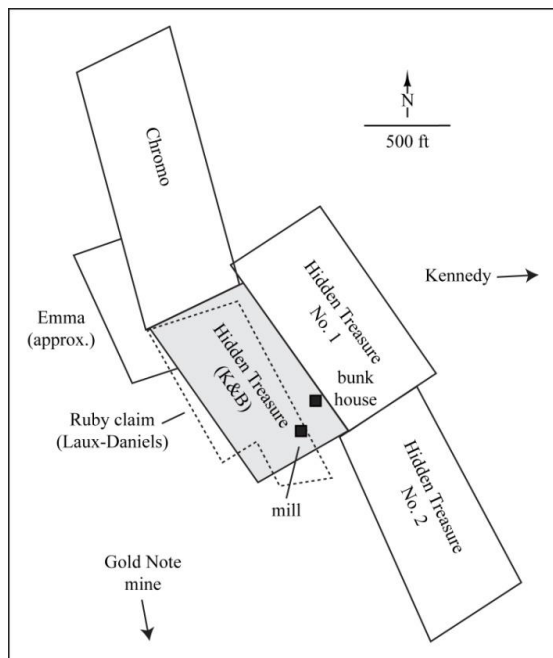 N
500 ft
Chromo
Kennedy
Hidden Treasure
No. 1
Emma
(approx.)
Hidden Treasure
(K&B)
bunk
house
Ruby claim
(Laux-Daniels)
Hidden Treasure
No. 2
mill
Gold Note
mine